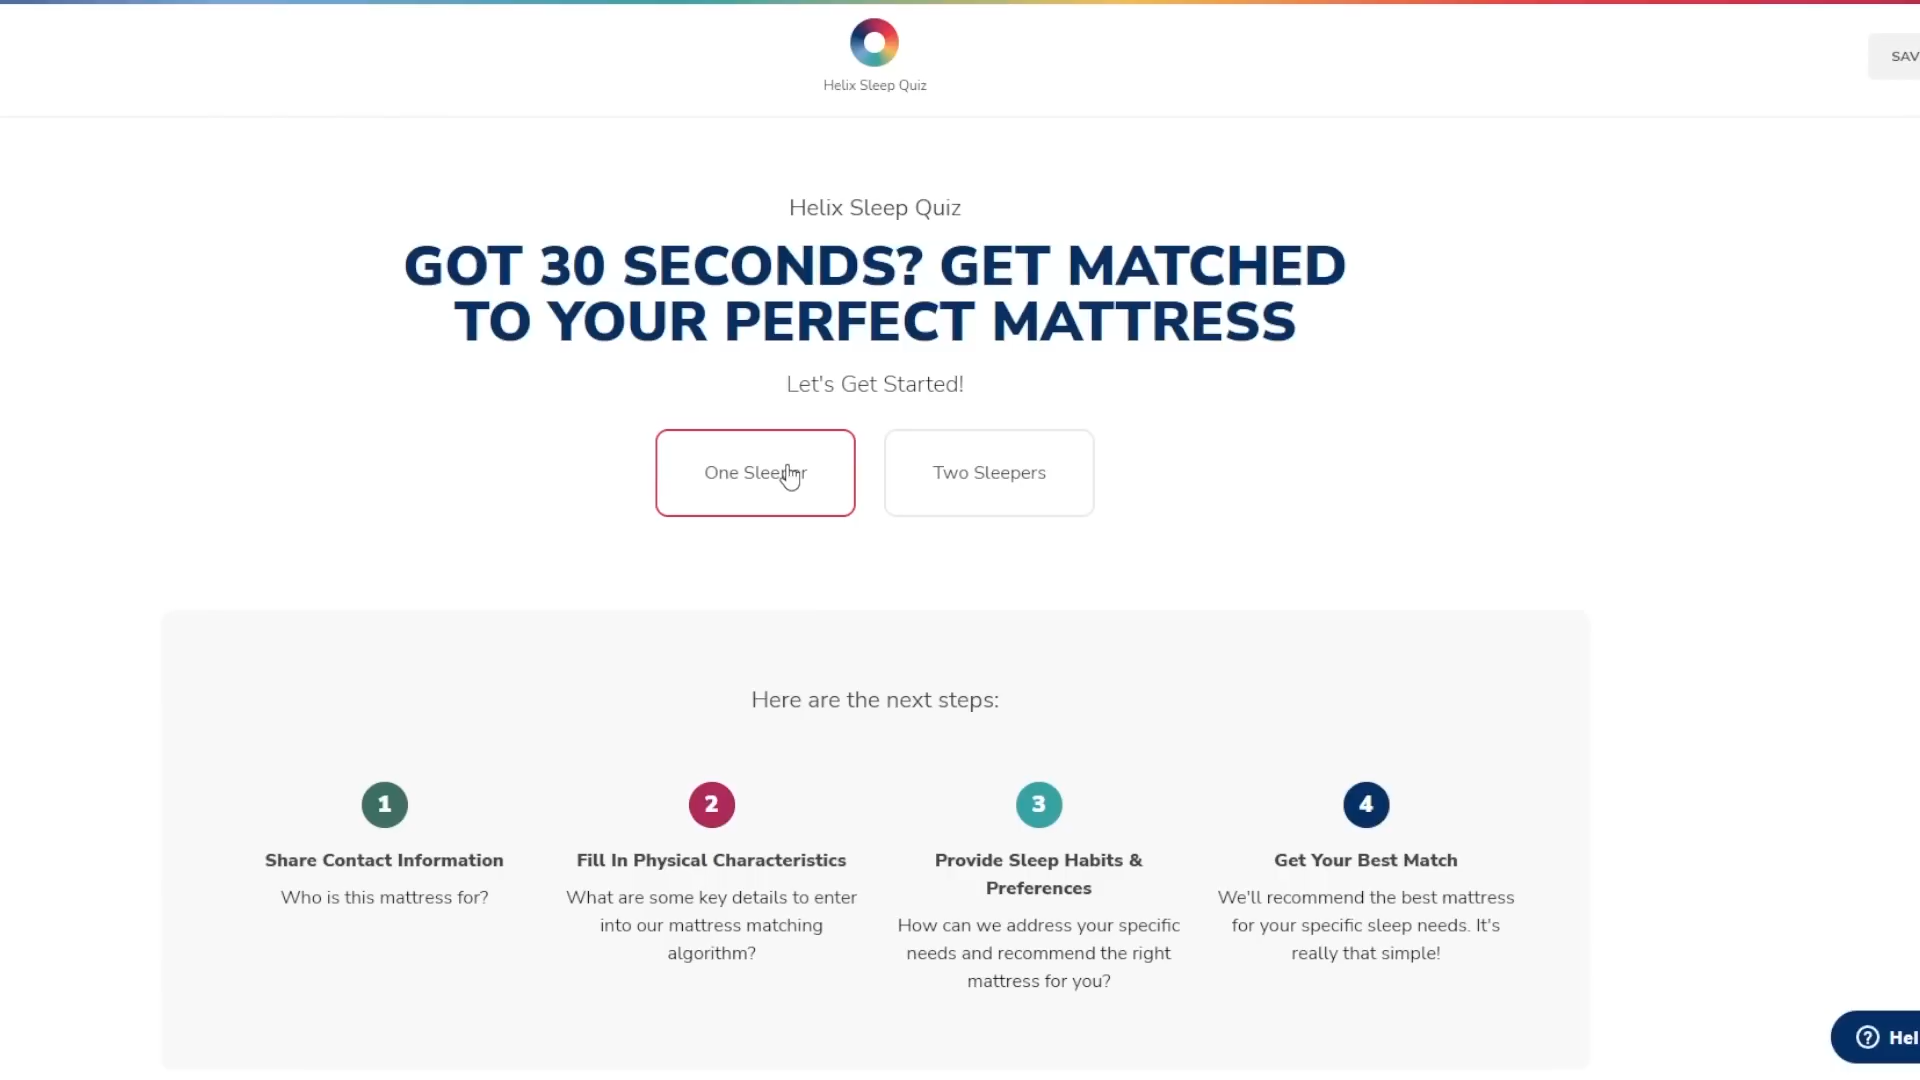 Helix Sleep Quiz
SAV
Helix Sleep Quiz
GOT 30 SECONDS? GET MATCHED
TO YOUR PERFECT MATTRESS
Let's Get Started!
One Sleeper
Two Sleepers
Here are the next steps:
1
Share Contact Information
Who is this mattress for?
2
Fill In Physical Characteristics
What are some key details to enter
into our mattress matching
algorithm?
3
Provide Sleep Habits &
Preferences
How can we address your specific
needs and recommend the right
mattress for you?
4
Get Your Best Match
We'll recommend the best mattress
for your specific sleep needs. It's
really that simple!
? Hel